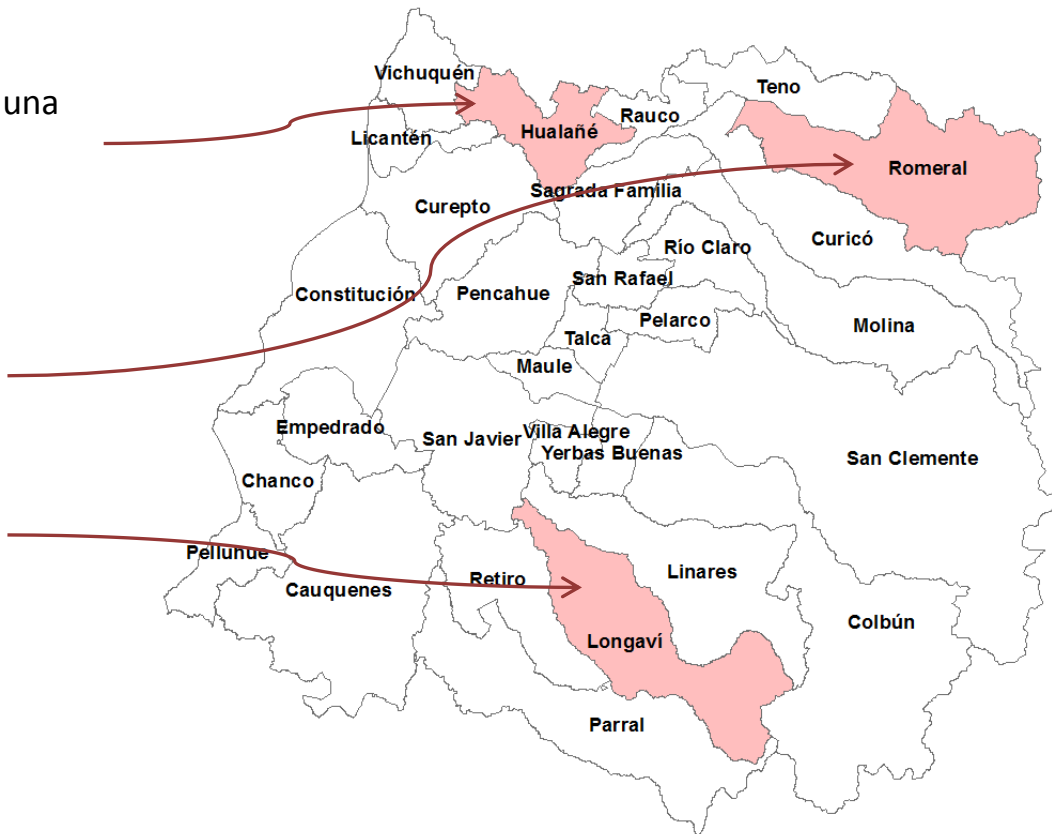 una
Vichuquén
Teno
Rauco
Hualañé
Licantén
Romeral
Sagrada Familia
Curepto
Curicó
Río Claro
San Rafael
Constitución
Pencahue
Pelarco
Molina
Talca
Maule
Empedrado
San Javier
Villa Alegre
Yerbas Buenas
San Clemente
Chanco
Pelluhue
Retiro
Linares
Cauquenes
Colbún
Longaví
Parral